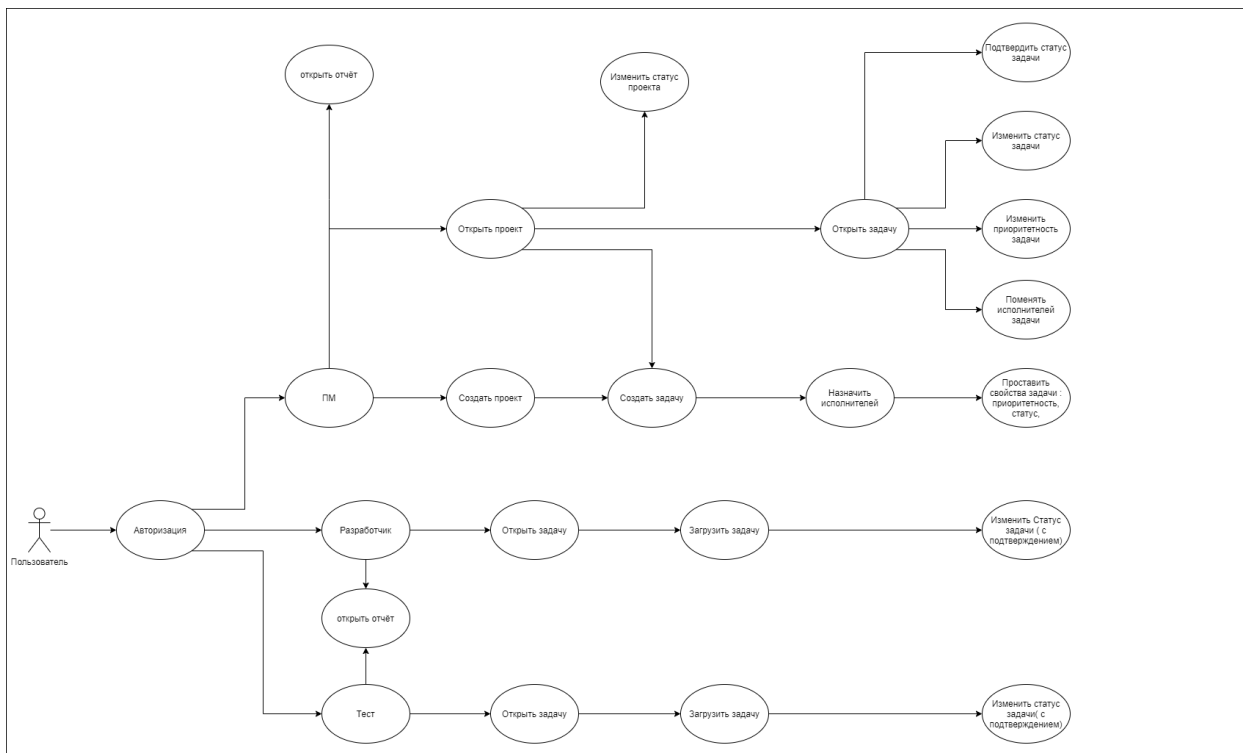 открыть отчёт
Изменить статус
проекта
Подтвердить статус
задачи
Изменить статус
задачи
Открыть проект
Открыть задачу
Изменить
приоритетность
задачи
Поменять
исполнителей
задачи
ПМ
Создать проект
Создать задачу
Назначить
исполнителей
Проставить
свойства задачи :
приоритетность,
статус,
Пользователь
Авторизация
Разработчик
Открыть задачу
Загрузить задачу
Изменить Статус
задачи ( с
подтверждением)
открыть отчёт
Тест
Открыть задачу
Загрузить задачу
Изменить статус
задачи( с
подтверждением)